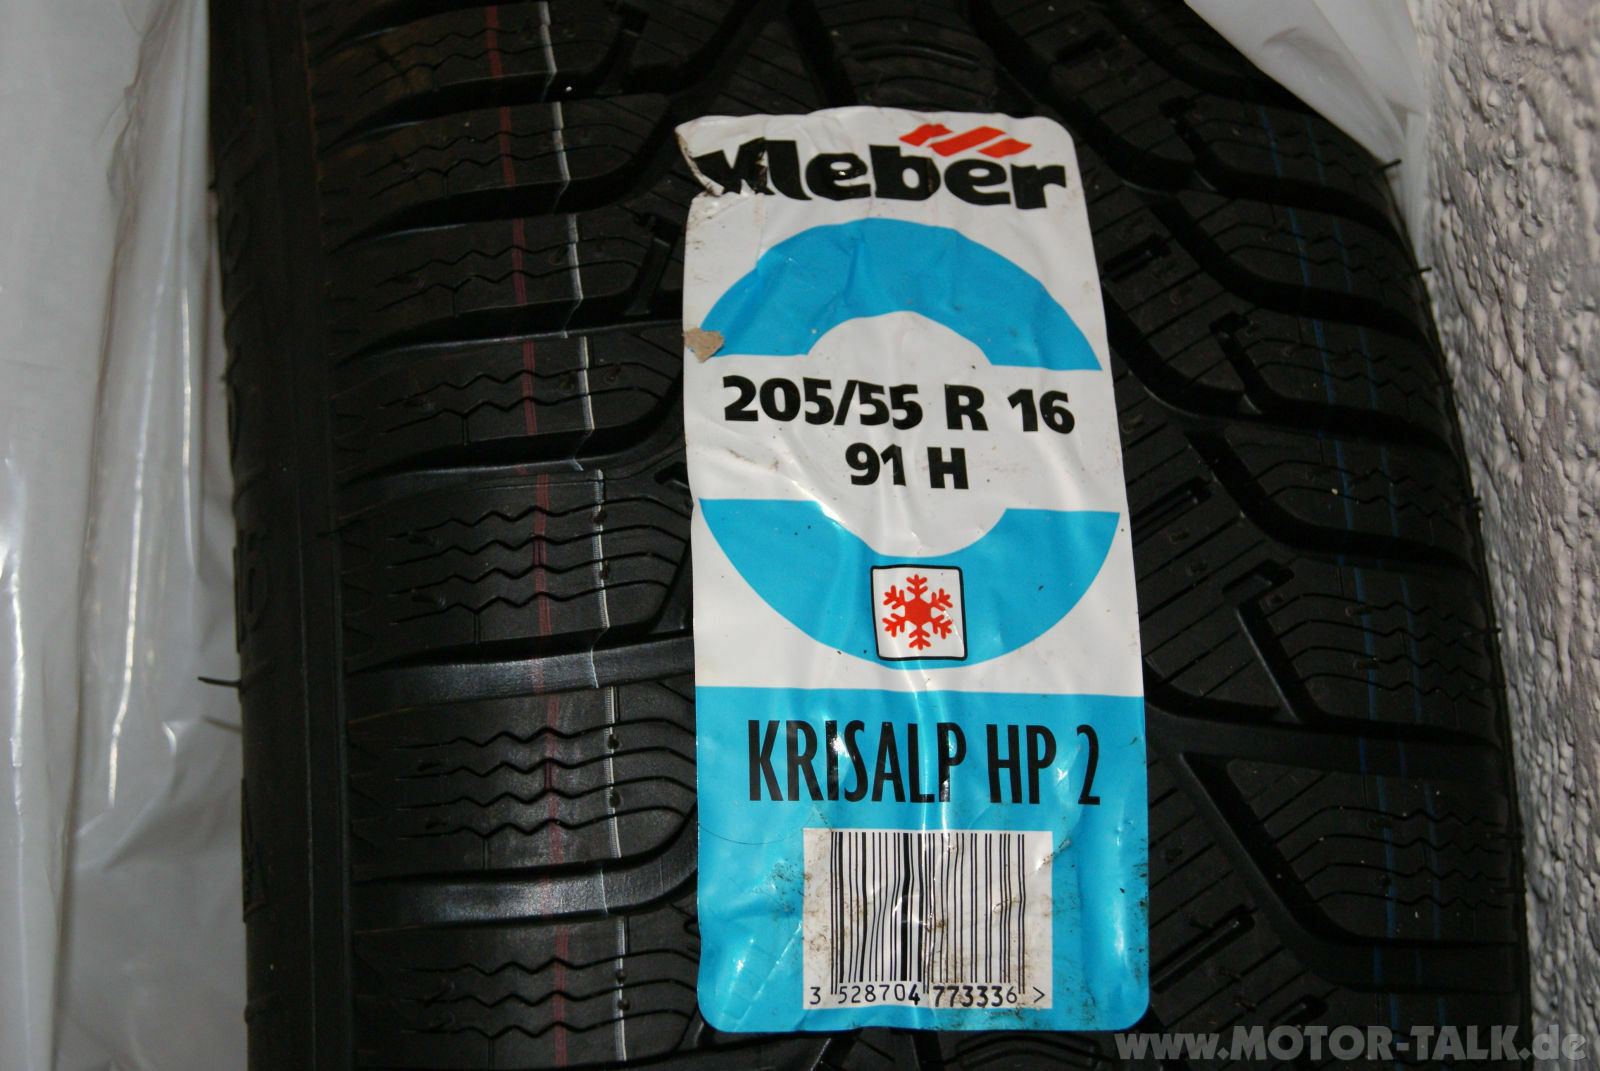 Kleber
205/55 R 16
91 H
KRISALP HP 2
3 528704 773336 >
www.MOTOR-TALK.de